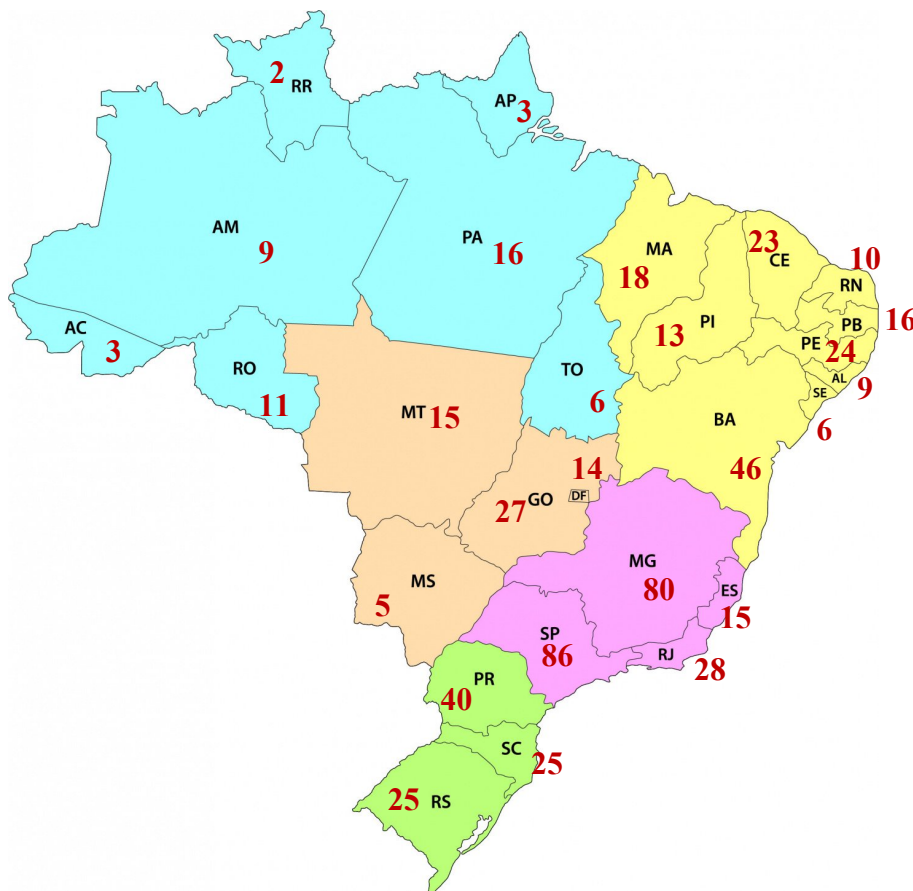 2
RR
AP
3
AM
9
PA
16
MA
18
23
CE
10
RN
PI
13
PB
16
PE
24
AC
3
RO
11
TO
6
AL
9
SE
6
MT
15
BA
46
14
DF
GO
27
MG
80
ES
15
MS
5
SP
86
RJ
28
PR
40
SC
25
25
RS